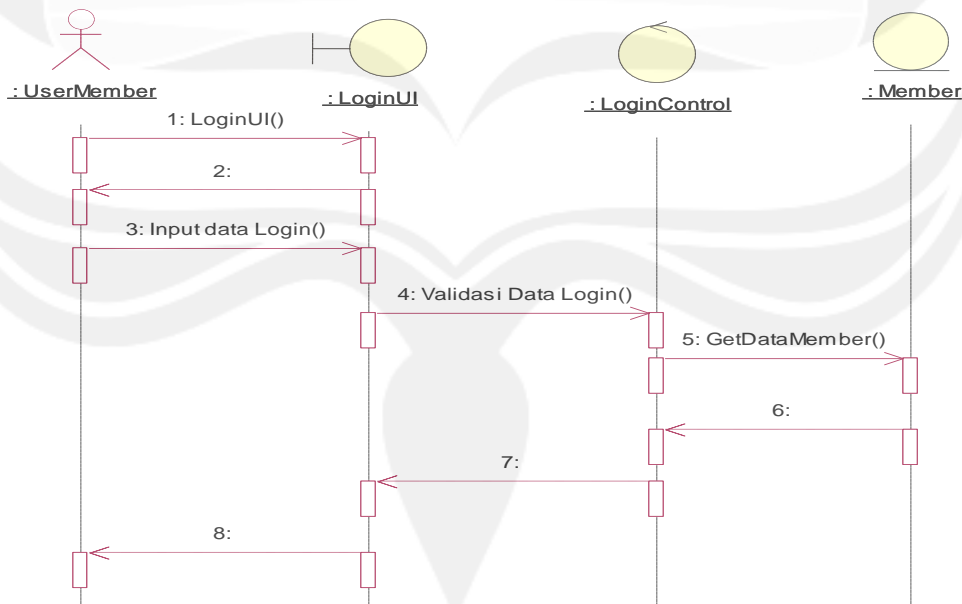 : UserMember
: LoginUI
: LoginControl
: Member
1: LoginUI()
2:
3: Input data Login()
4: Validasi Data Login()
5: GetDataMember()
6:
7:
8: